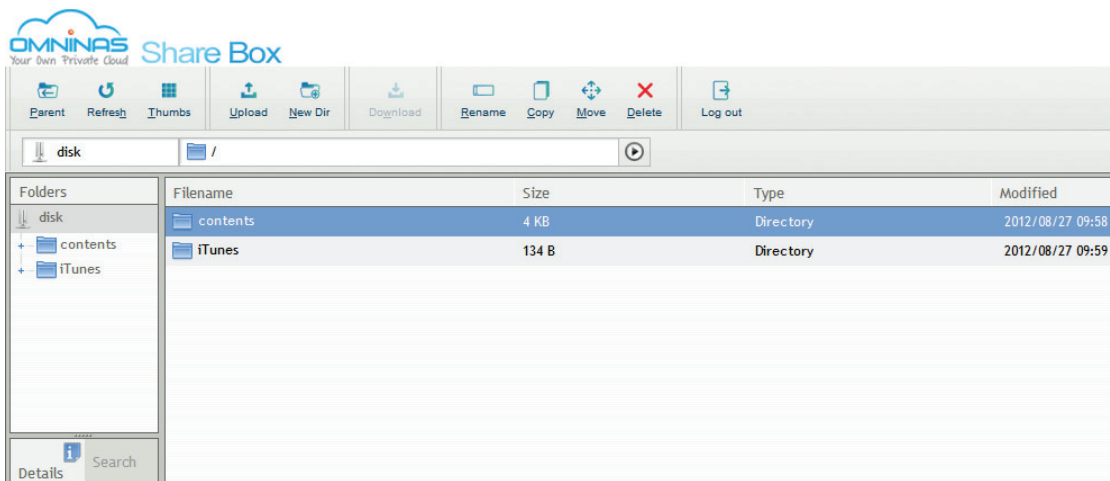 OMNINAS
Your Own Private Cloud
Share Box
Parent Refresh Thumbs Upload New Dir Download Rename Copy Move Delete Log out
disk /
Folders Filename Size Type Modified
disk contents 4 KB Directory 2012/08/27 09:58
contents iTunes 134 B Directory 2012/08/27 09:59
iTunes
Details Search